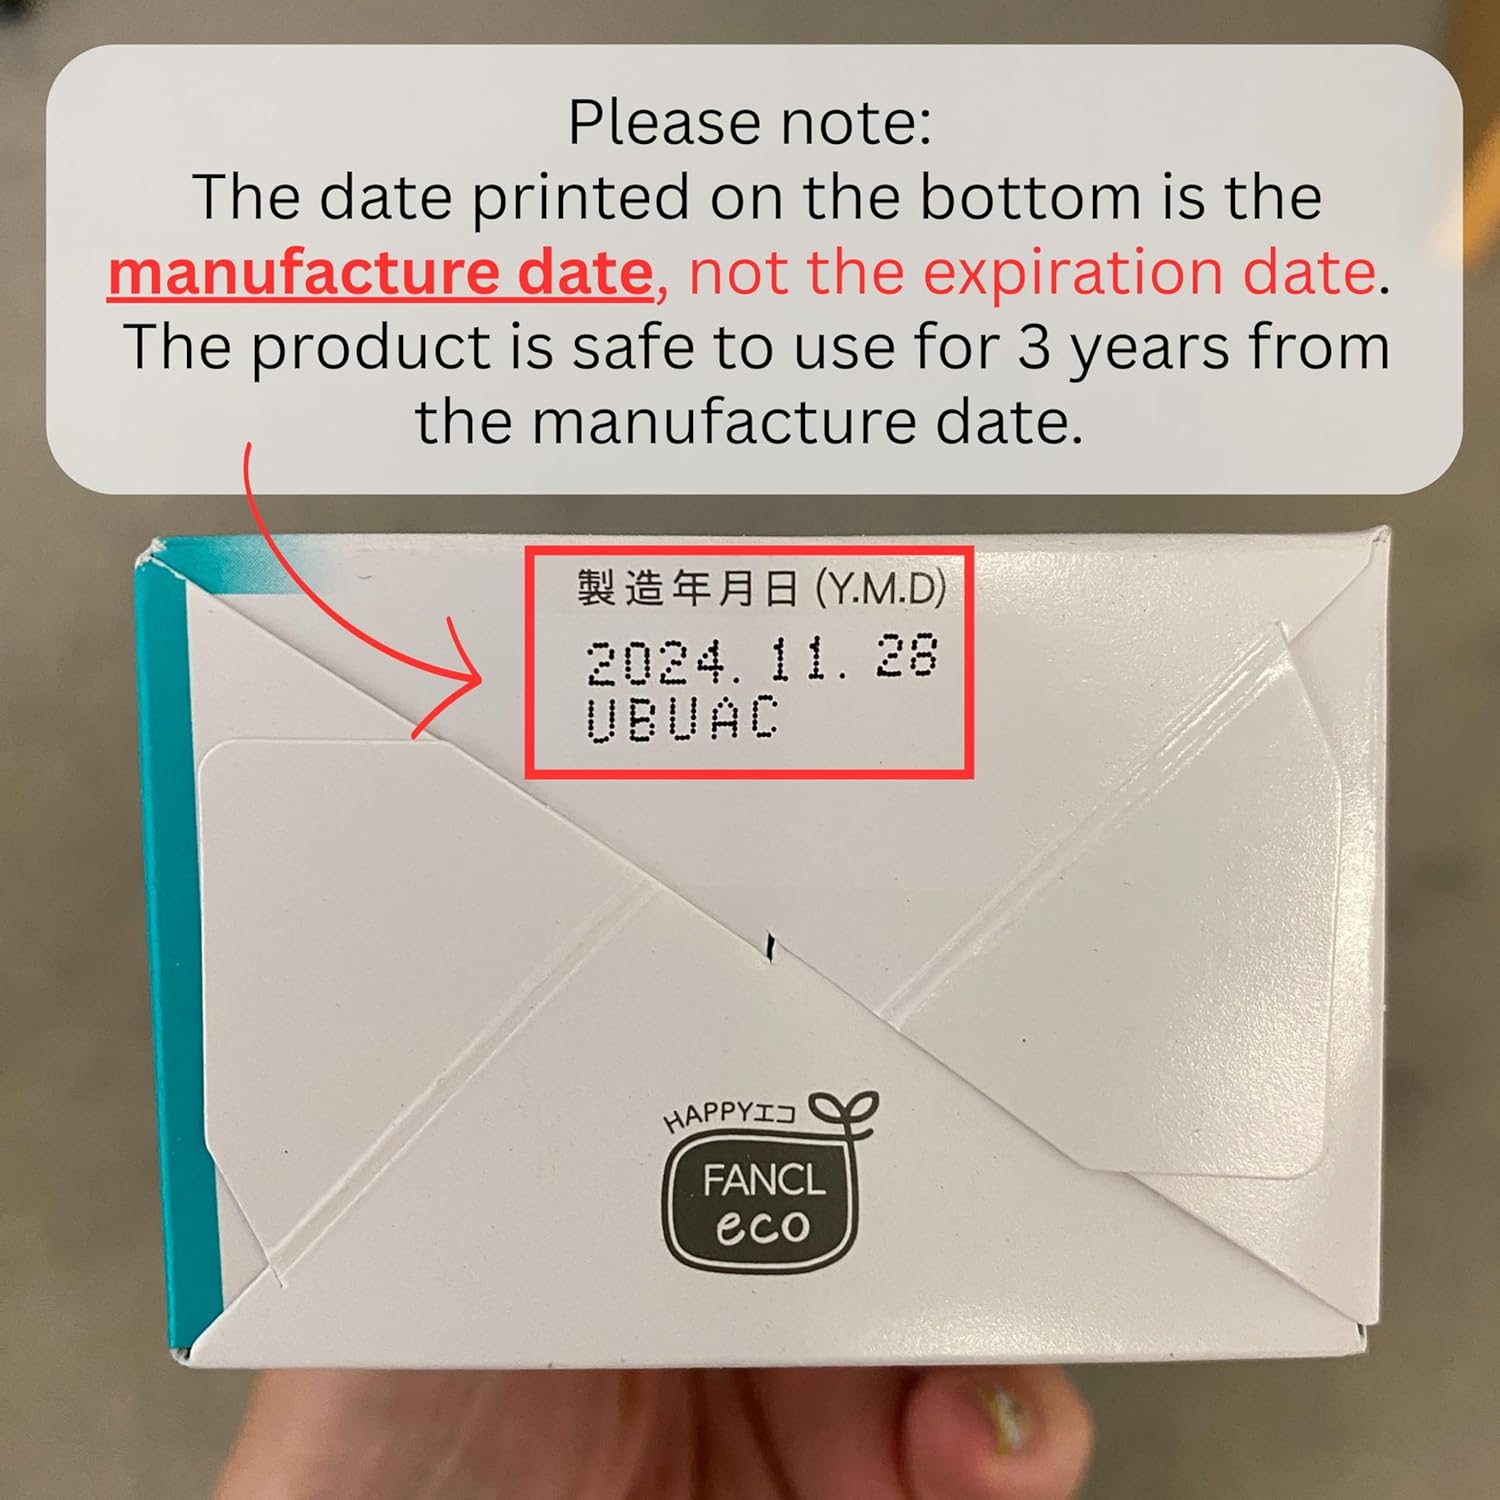 Please note:
The date printed on the bottom is the
manufacture date, not the expiration date.
The product is safe to use for 3 years from
the manufacture date.
製造年月日 (Y.M.D)
2024. 11. 28
UBUAC
HAPPYエコ
FANCL
eco